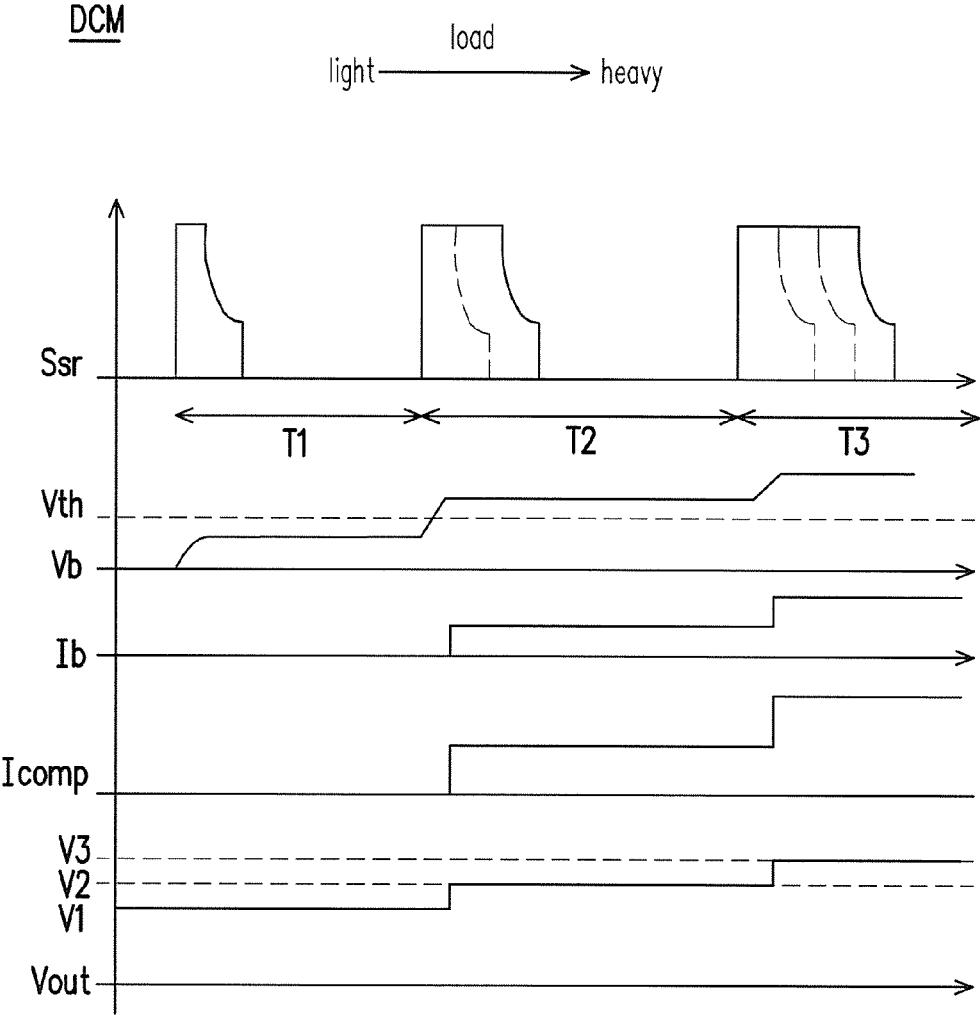 DCM
load
light heavy
Ssr
T1 T2 T3
Vth
Vb
Ib
Icomp
V3
V2
V1
Vout